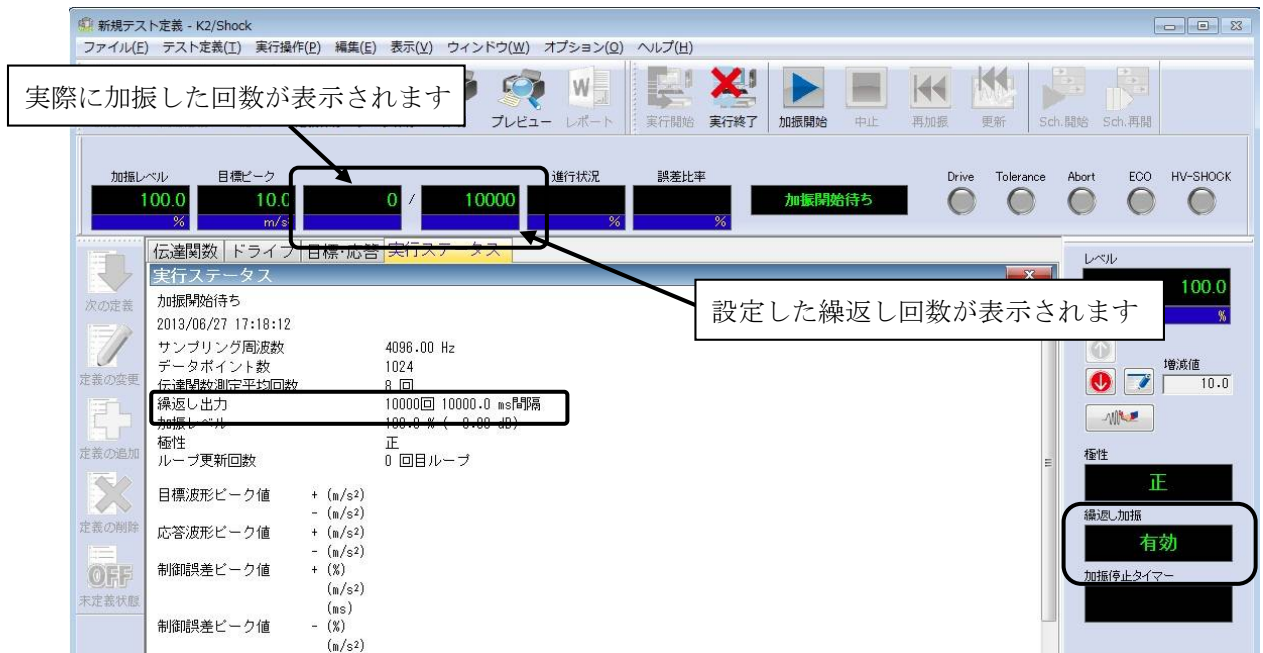 新規テスト定義 - K2/Shock
ファイル(F) テスト定義(T) 実行操作(P) 編集(E) 表示(V) ウィンドウ(W) オプション(O) ヘルプ(H)
実際に加振した回数が表示されます
プレビュー レポート 実行開始 実行終了 加振開始 中止 再加振 更新 Sch.開始 Sch.再開
加振レベル 目標ピーク 進行状況 誤差比率 Drive Tolerance Abort ECO HV-SHOCK
100.0 10.0 0 / 10000 加振開始待ち
% m/s % %
伝達関数 ドライブ 目標・応答 実行ステータス
実行ステータス
設定した繰返し回数が表示されます
加振開始待ち
2013/06/27 17:18:12
サンプリング周波数 4096.00 Hz
データポイント数 1024
伝達関数測定平均回数 8 回
繰返し出力 10000回 10000.0 ms間隔
加振レベル 100.0 % ( 0.00 dB)
極性 正
ループ更新回数 0 回目ループ
目標波形ピーク値 + (m/s²)
- (m/s²)
応答波形ピーク値 + (m/s²)
- (m/s²)
制御誤差ピーク値 + (%)
(m/s²)
(ms)
制御誤差ピーク値 - (%)
(m/s²)
次の定義
定義の変更
定義の追加
定義の削除
OFF
未定義状態
レベル
100.0
%
増減値
10.0
極性
正
繰返し加振
有効
加振停止タイマー